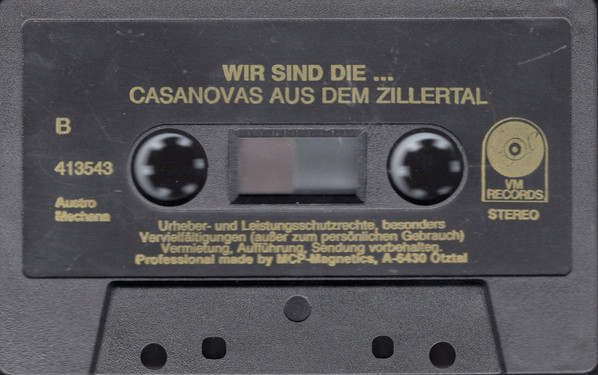 WIR SIND DIE ...
CASANOVAS AUS DEM ZILLERTAL
B
413543
VM
RECORDS
Austro
Mechana
STEREO
Urheber- und Leistungsschutzrechte, besonders
Vervielfältigungen (außer zum persönlichen Gebrauch)
Vermietung, Aufführung, Sendung vorbehalten.
Professional made by MCP-Magnetics, A-6430 Ötztal